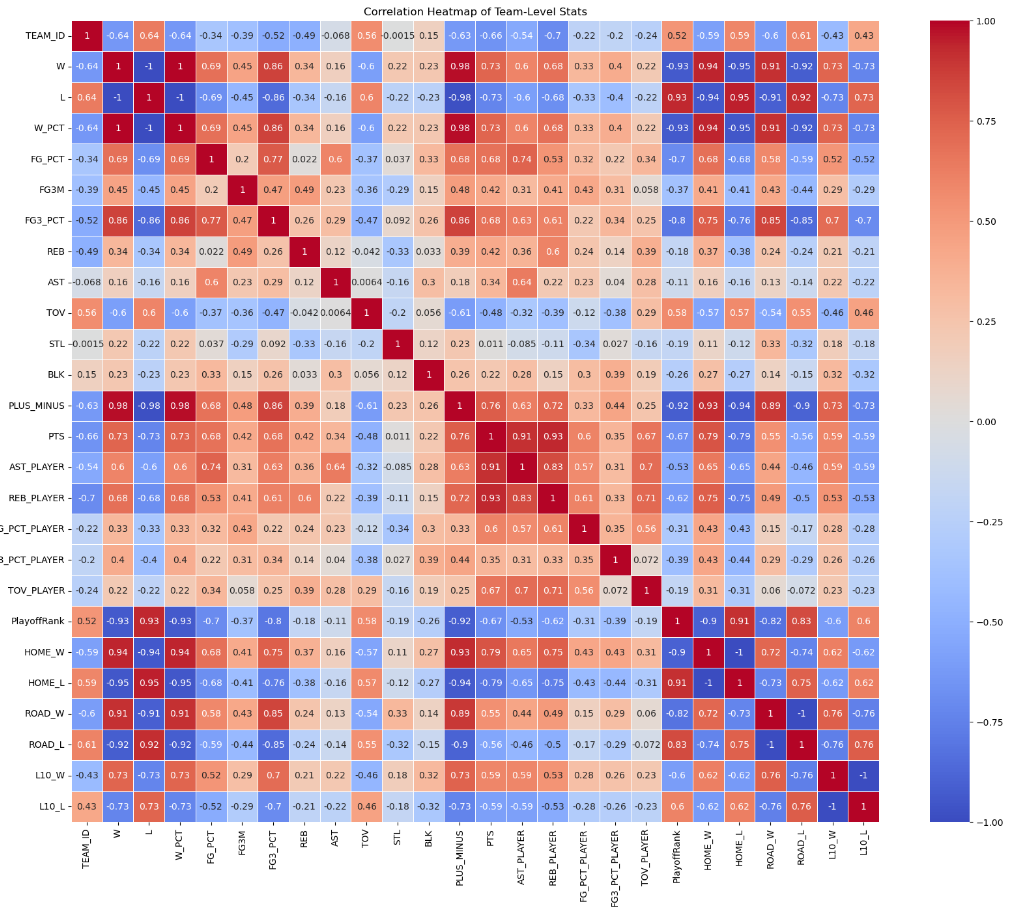 Correlation Heatmap of Team-Level Stats
TEAM_ID 1 -0.64 0.64 -0.64 -0.34 -0.39 -0.52 -0.49 -0.068 0.56 -0.0015 0.15 -0.63 -0.66 -0.54 -0.7 -0.22 -0.2 -0.24 0.52 -0.59 0.59 -0.6 0.61 -0.43 0.43
W -0.64 1 -1 1 0.69 0.45 0.86 0.34 0.16 -0.6 0.22 0.23 0.98 0.73 0.6 0.68 0.33 0.4 0.22 -0.93 0.94 -0.95 0.91 -0.92 0.73 -0.73
L 0.64 -1 1 -1 -0.69 -0.45 -0.86 -0.34 -0.16 0.6 -0.22 -0.23 -0.98 -0.73 -0.6 -0.68 -0.33 -0.4 -0.22 0.93 -0.94 0.95 -0.91 0.92 -0.73 0.73
W_PCT -0.64 1 -1 1 0.69 0.45 0.86 0.34 0.16 -0.6 0.22 0.23 0.98 0.73 0.6 0.68 0.33 0.4 0.22 -0.93 0.94 -0.95 0.91 -0.92 0.73 -0.73
FG_PCT -0.34 0.69 -0.69 0.69 1 0.2 0.77 0.022 0.6 -0.37 0.037 0.33 0.68 0.68 0.74 0.53 0.32 0.22 0.34 -0.7 0.68 -0.68 0.58 -0.59 0.52 -0.52
FG3M -0.39 0.45 -0.45 0.45 0.2 1 0.47 0.49 0.23 -0.36 -0.29 0.15 0.48 0.42 0.31 0.41 0.43 0.31 0.058 -0.37 0.41 -0.41 0.43 -0.44 0.29 -0.29
FG3_PCT -0.52 0.86 -0.86 0.86 0.77 0.47 1 0.26 0.29 -0.47 0.092 0.26 0.86 0.68 0.63 0.61 0.22 0.34 0.25 -0.8 0.75 -0.76 0.85 -0.85 0.7 -0.7
REB -0.49 0.34 -0.34 0.34 0.022 0.49 0.26 1 0.12 -0.042 -0.33 0.033 0.39 0.42 0.36 0.6 0.24 0.14 0.39 -0.18 0.37 -0.38 0.24 -0.24 0.21 -0.21
AST -0.068 0.16 -0.16 0.16 0.6 0.23 0.29 0.12 1 0.0064 -0.16 0.3 0.18 0.34 0.64 0.22 0.23 0.04 0.28 -0.11 0.16 -0.16 0.13 -0.14 0.22 -0.22
TOV 0.56 -0.6 0.6 -0.6 -0.37 -0.36 -0.47 -0.042 0.0064 1 -0.2 0.056 -0.61 -0.48 -0.32 -0.39 -0.12 -0.38 0.29 0.58 -0.57 0.57 -0.54 0.55 -0.46 0.46
STL -0.0015 0.22 -0.22 0.22 0.037 -0.29 0.092 -0.33 -0.16 -0.2 1 0.12 0.23 0.011 -0.085 -0.11 -0.34 0.027 -0.16 -0.19 0.11 -0.12 0.33 -0.32 0.18 -0.18
BLK 0.15 0.23 -0.23 0.23 0.33 0.15 0.26 0.033 0.3 0.056 0.12 1 0.26 0.22 0.28 0.15 0.3 0.39 0.19 -0.26 0.27 -0.27 0.14 -0.15 0.32 -0.32
PLUS_MINUS -0.63 0.98 -0.98 0.98 0.68 0.48 0.86 0.39 0.18 -0.61 0.23 0.26 1 0.76 0.63 0.72 0.33 0.44 0.25 -0.92 0.93 -0.94 0.89 -0.9 0.73 -0.73
PTS -0.66 0.73 -0.73 0.73 0.68 0.42 0.68 0.42 0.34 -0.48 0.011 0.22 0.76 1 0.91 0.93 0.6 0.35 0.67 -0.67 0.79 -0.79 0.55 -0.56 0.59 -0.59
AST_PLAYER -0.54 0.6 -0.6 0.6 0.74 0.31 0.63 0.36 0.64 -0.32 -0.085 0.28 0.63 0.91 1 0.83 0.57 0.31 0.7 -0.53 0.65 -0.65 0.44 -0.46 0.59 -0.59
REB_PLAYER -0.7 0.68 -0.68 0.68 0.53 0.41 0.61 0.6 0.22 -0.39 -0.11 0.15 0.72 0.93 0.83 1 0.61 0.33 0.71 -0.62 0.75 -0.75 0.49 -0.5 0.53 -0.53
G_PCT_PLAYER -0.22 0.33 -0.33 0.33 0.32 0.43 0.22 0.24 0.23 -0.12 -0.34 0.3 0.33 0.6 0.57 0.61 1 0.35 0.56 -0.31 0.43 -0.43 0.15 -0.17 0.28 -0.28
3_PCT_PLAYER -0.2 0.4 -0.4 0.4 0.22 0.31 0.34 0.14 0.04 -0.38 0.027 0.39 0.44 0.35 0.31 0.33 0.35 1 0.072 -0.39 0.43 -0.44 0.29 -0.29 0.26 -0.26
TOV_PLAYER -0.24 0.22 -0.22 0.22 0.34 0.058 0.25 0.39 0.28 0.29 -0.16 0.19 0.25 0.67 0.7 0.71 0.56 0.072 1 -0.19 0.31 -0.31 0.06 -0.072 0.23 -0.23
PlayoffRank 0.52 -0.93 0.93 -0.93 -0.7 -0.37 -0.8 -0.18 -0.11 0.58 -0.19 -0.26 -0.92 -0.67 -0.53 -0.62 -0.31 -0.39 -0.19 1 -0.9 0.91 -0.82 0.83 -0.6 0.6
HOME_W -0.59 0.94 -0.94 0.94 0.68 0.41 0.75 0.37 0.16 -0.57 0.11 0.27 0.93 0.79 0.65 0.75 0.43 0.43 0.31 -0.9 1 -1 0.72 -0.74 0.62 -0.62
HOME_L 0.59 -0.95 0.95 -0.95 -0.68 -0.41 -0.76 -0.38 -0.16 0.57 -0.12 -0.27 -0.94 -0.79 -0.65 -0.75 -0.43 -0.44 -0.31 0.91 -1 1 -0.73 0.75 -0.62 0.62
ROAD_W -0.6 0.91 -0.91 0.91 0.58 0.43 0.85 0.24 0.13 -0.54 0.33 0.14 0.89 0.55 0.44 0.49 0.15 0.29 0.06 -0.82 0.72 -0.73 1 -1 0.76 -0.76
ROAD_L 0.61 -0.92 0.92 -0.92 -0.59 -0.44 -0.85 -0.24 -0.14 0.55 -0.32 -0.15 -0.9 -0.56 -0.46 -0.5 -0.17 -0.29 -0.072 0.83 -0.74 0.75 -1 1 -0.76 0.76
L10_W -0.43 0.73 -0.73 0.73 0.52 0.29 0.7 0.21 0.22 -0.46 0.18 0.32 0.73 0.59 0.59 0.53 0.28 0.26 0.23 -0.6 0.62 -0.62 0.76 -0.76 1 -1
L10_L 0.43 -0.73 0.73 -0.73 -0.52 -0.29 -0.7 -0.21 -0.22 0.46 -0.18 -0.32 -0.73 -0.59 -0.59 -0.53 -0.28 -0.26 -0.23 0.6 -0.62 0.62 -0.76 0.76 -1 1
TEAM_ID W L W_PCT FG_PCT FG3M FG3_PCT REB AST TOV STL BLK PLUS_MINUS PTS AST_PLAYER REB_PLAYER FG_PCT_PLAYER FG3_PCT_PLAYER TOV_PLAYER PlayoffRank HOME_W HOME_L ROAD_W ROAD_L L10_W L10_L
1.00
0.75
0.50
0.25
0.00
−0.25
−0.50
−0.75
−1.00